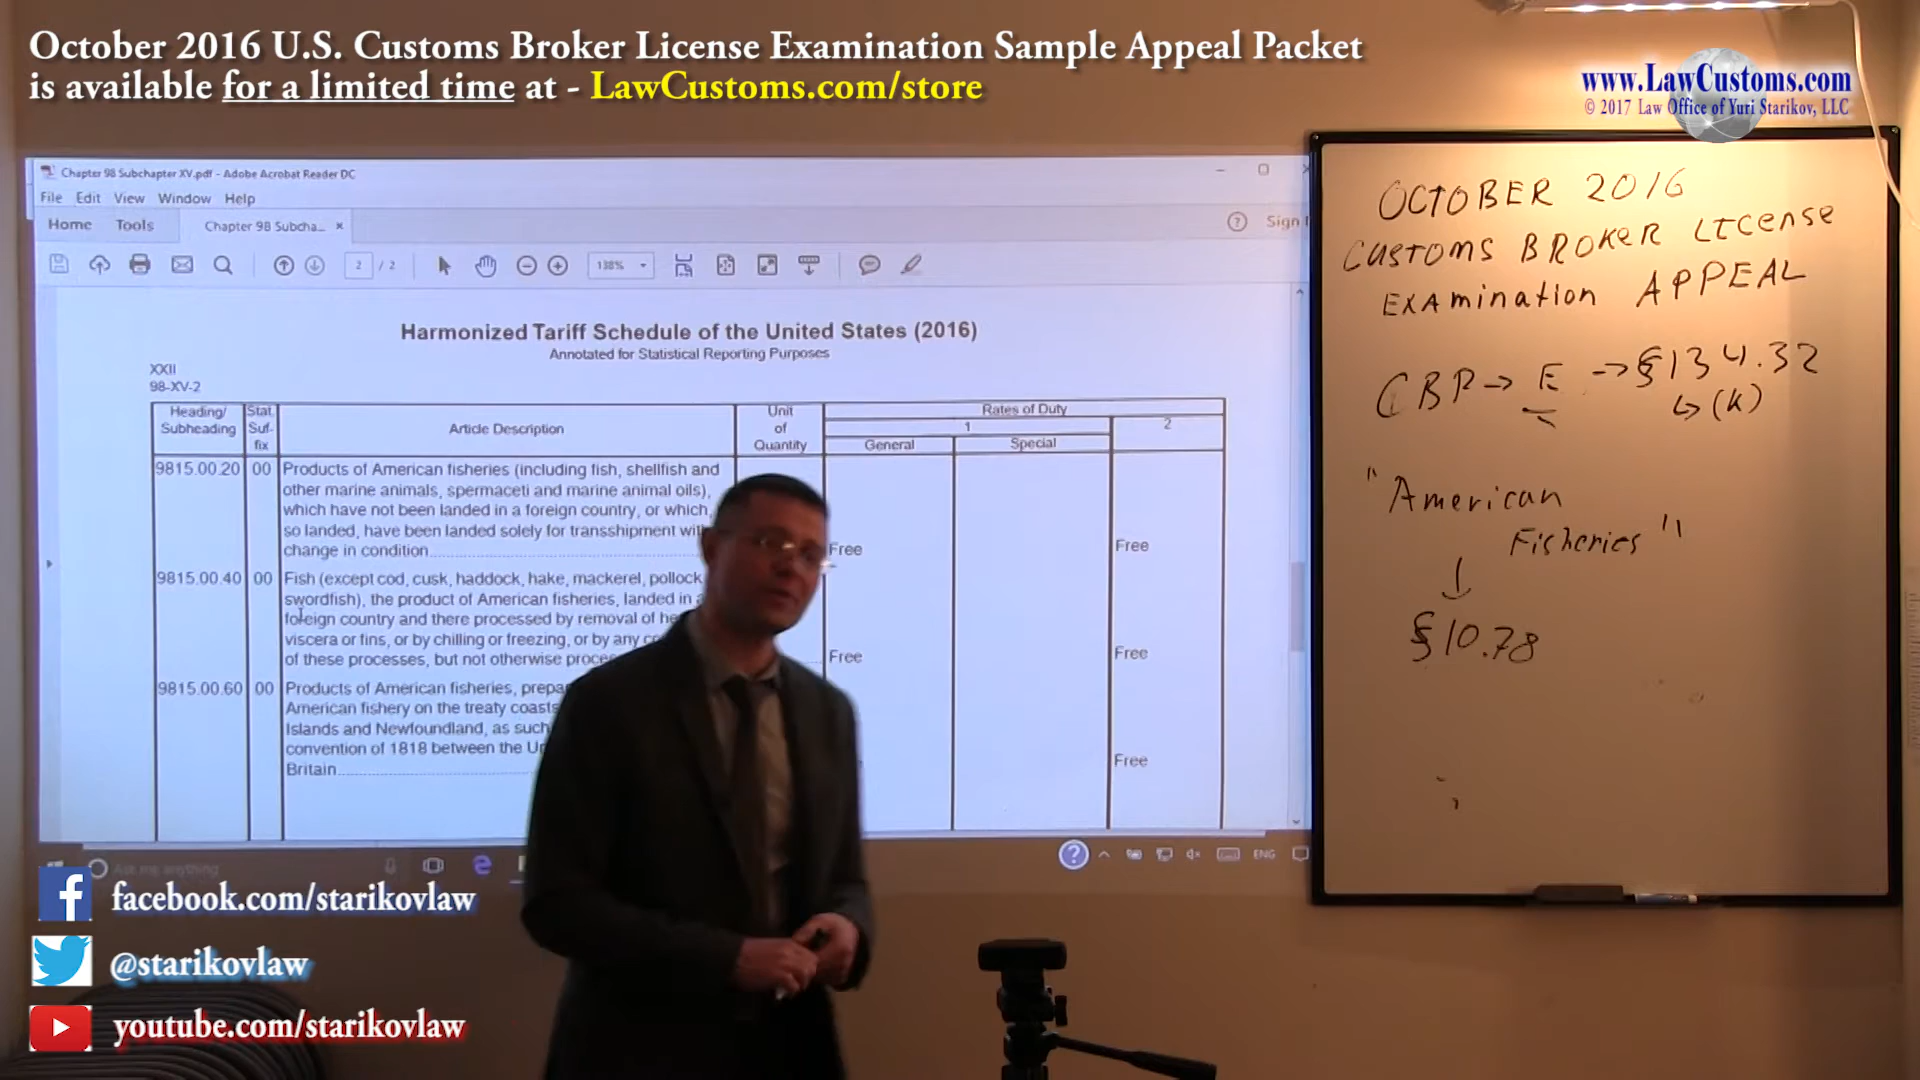 October 2016 U.S. Customs Broker License Examination Sample Appeal Packet
is available for a limited time at - LawCustoms.com/store
www.LawCustoms.com
© 2017 Law Office of Yuri Starikov, LLC
Chapter 98 Subchapter XV.pdf - Adobe Acrobat Reader DC
File Edit View Window Help
Home Tools Chapter 98 Subcha... × ? Sign
2 / 2 138%
Harmonized Tariff Schedule of the United States (2016)
Annotated for Statistical Reporting Purposes
XXII
98-XV-2
Heading/
Subheading
Stat.
Suf-
fix
Article Description
Unit
of
Quantity
Rates of Duty
1
2
General
Special
9815.00.20 00 Products of American fisheries (including fish, shellfish and
other marine animals, spermaceti and marine animal oils),
which have not been landed in a foreign country, or which,
so landed, have been landed solely for transshipment
change in condition Free Free
9815.00.40 00 Fish (except cod, cusk, haddock, hake, mackerel, pollock
swordfish), the product of American fisheries, landed in a
foreign country and there processed by removal of
viscera or fins, or by chilling or freezing, or by any
of these processes, but not otherwise Free Free
9815.00.60 00 Products of American fisheries,
American fishery on the treaty coasts
Islands and Newfoundland, as such
convention of 1818 between the
Britain Free
Ask me anything
ENG
OCTOBER 2016
CUSTOMS BROKER LICENSE
EXAMINATION APPEAL
CBP → E → §134.32
↳ (k)
"American
Fisheries"
↓
§10.78
facebook.com/starikovlaw
@starikovlaw
youtube.com/starikovlaw